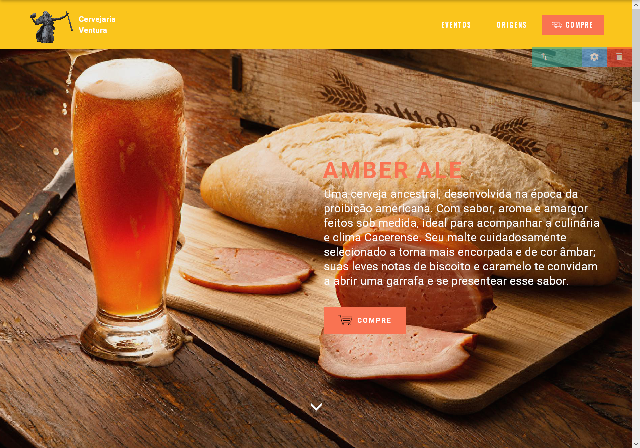 Cervejaria
Ventura
EVENTOS
ORIGENS
COMPRE
& Bottles
AMBER ALE
Uma cerveja ancestral, desenvolvida na época da
proibição americana. Com sabor, aroma e amargor
feitos sob medida, ideal para acompanhar a culinária
e clima Cacerense. Seu malte cuidadosamente
selecionado a torna mais encorpada e de cor âmbar;
suas leves notas de biscoito e caramelo te convidam
a abrir uma garrafa e se presentear esse sabor.
COMPRE